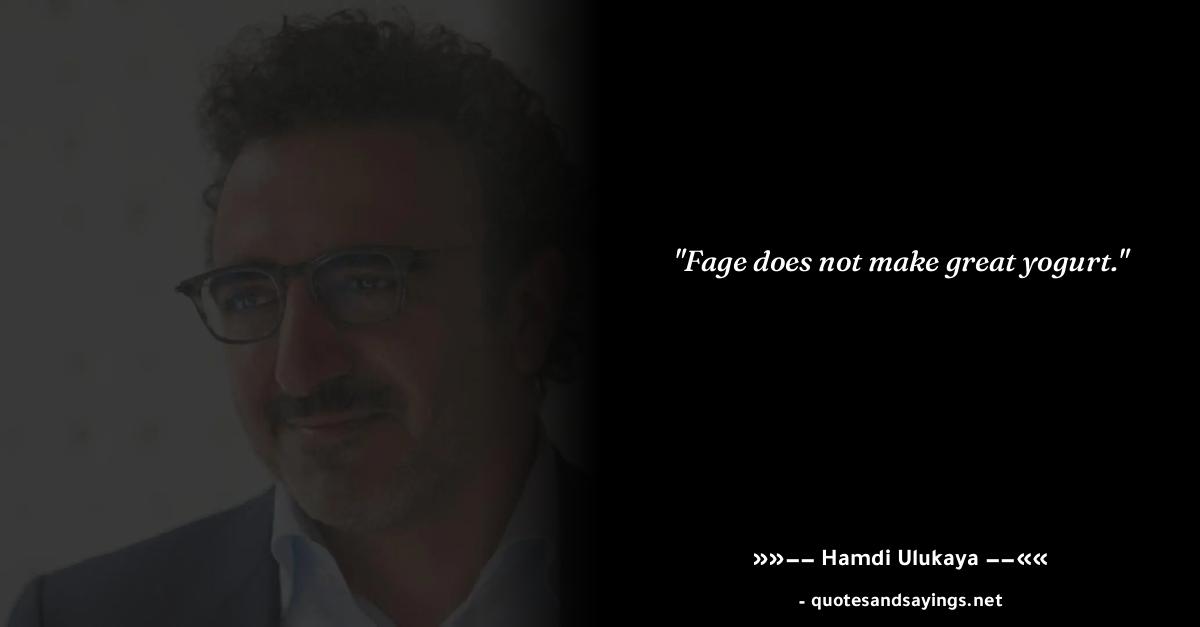 "Fage does not make great yogurt."
»»–– Hamdi Ulukaya ––««
- quotesandsayings.net